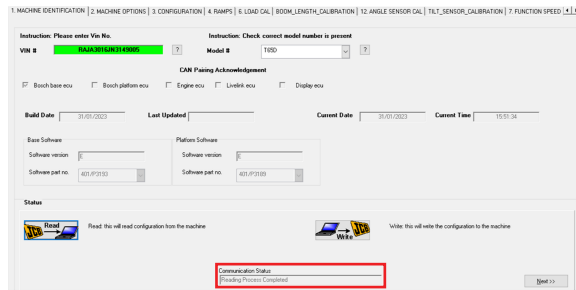 1. MACHINE IDENTIFICATION | 2. MACHINE OPTIONS | 3. CONFIGURATION | 4. RAMPS | 6. LOAD CAL | BOOM_LENGTH_CALIBRATION | 12. ANGLE SENSOR CAL | TILT_SENSOR_CALIBRATION | 7. FUNCTION SPEED
Instruction: Please enter Vin No. Instruction: Check correct model number is present
VIN # RAJA3016JN3149005 ? Model # T65D ?
CAN Pairing Acknowledgement
Bosch base ecu Bosch platform ecu Engine ecu Livelink ecu Display ecu
Build Date 31/01/2023 Last Updated Current Date 31/01/2023 Current Time 15:51:34
Base Software Platform Software
Software version E Software version E
Software part no. 401/P3193 Software part no. 401/P3189
Status
JCB Read Read: this will read configuration from the machine Write JCB Write: this will write the configuration to the machine
Communication Status
Reading Process Completed
Next >>